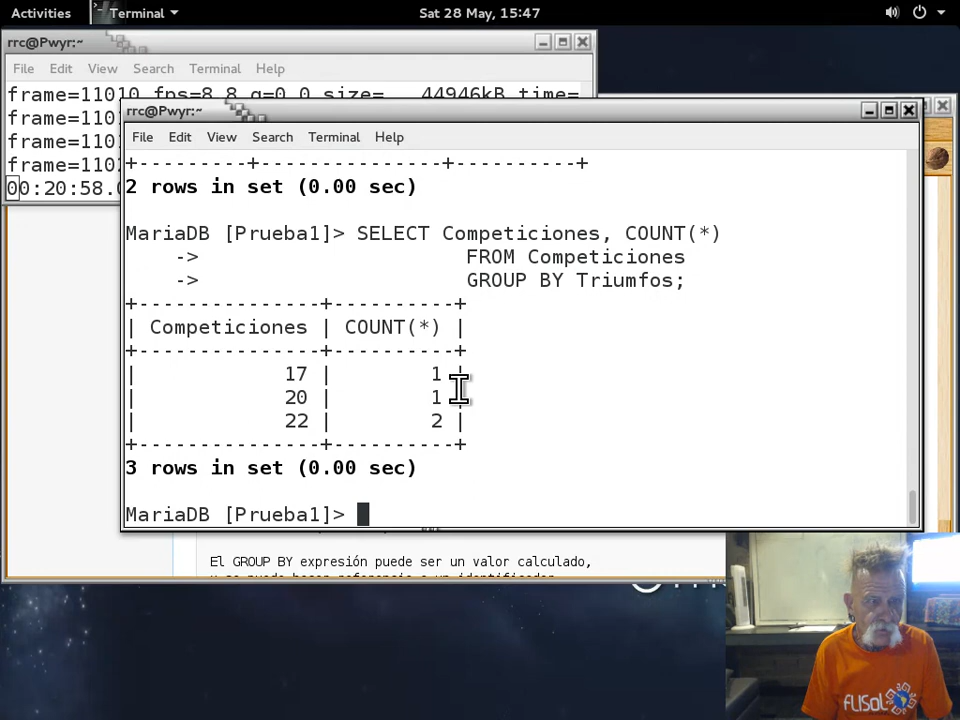 Activities Terminal Sat 28 May, 15:47
rrc@Pwyr:~
File Edit View Search Terminal Help
frame=11010 fps=8.8 q=0.0 size= 44946kB time=
00:20:58.0
rrc@Pwyr:~
File Edit View Search Terminal Help
+---------+---------------+----------+
2 rows in set (0.00 sec)
MariaDB [Prueba1]> SELECT Competiciones, COUNT(*)
-> FROM Competiciones
-> GROUP BY Triumfos;
+---------------+----------+
| Competiciones | COUNT(*) |
+---------------+----------+
| 17 | 1 |
| 20 | 1 |
| 22 | 2 |
+---------------+----------+
3 rows in set (0.00 sec)
MariaDB [Prueba1]>
El GROUP BY expresión puede ser un valor calculado,
FLISOL